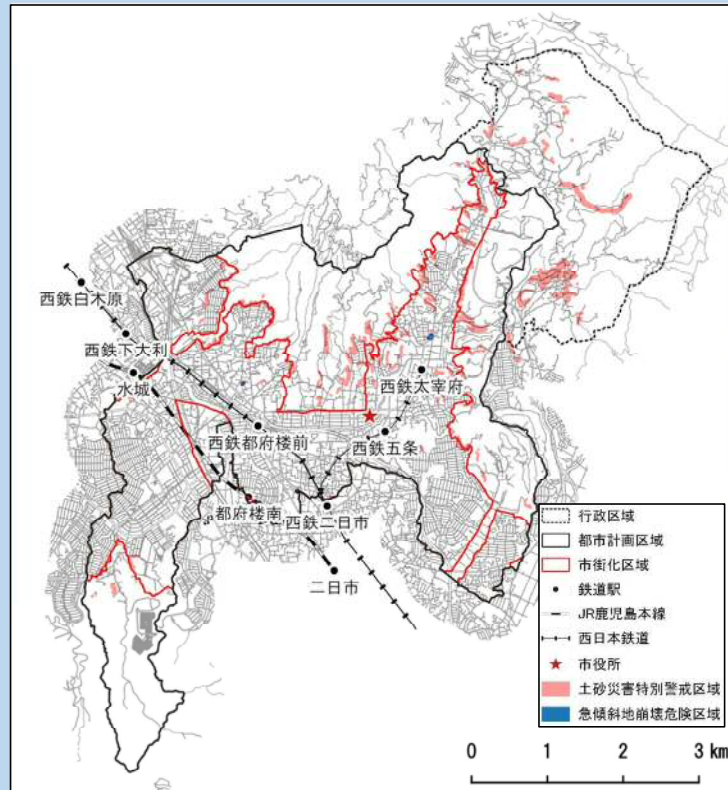 西鉄白木原
西鉄下大利
水城
西鉄太宰府
西鉄都府楼前
西鉄五条
都府楼南
西鉄二日市
二日市
行政区域
都市計画区域
市街化区域
鉄道駅
JR鹿児島本線
西日本鉄道
市役所
土砂災害特別警戒区域
急傾斜地崩壊危険区域
0 1 2 3 km